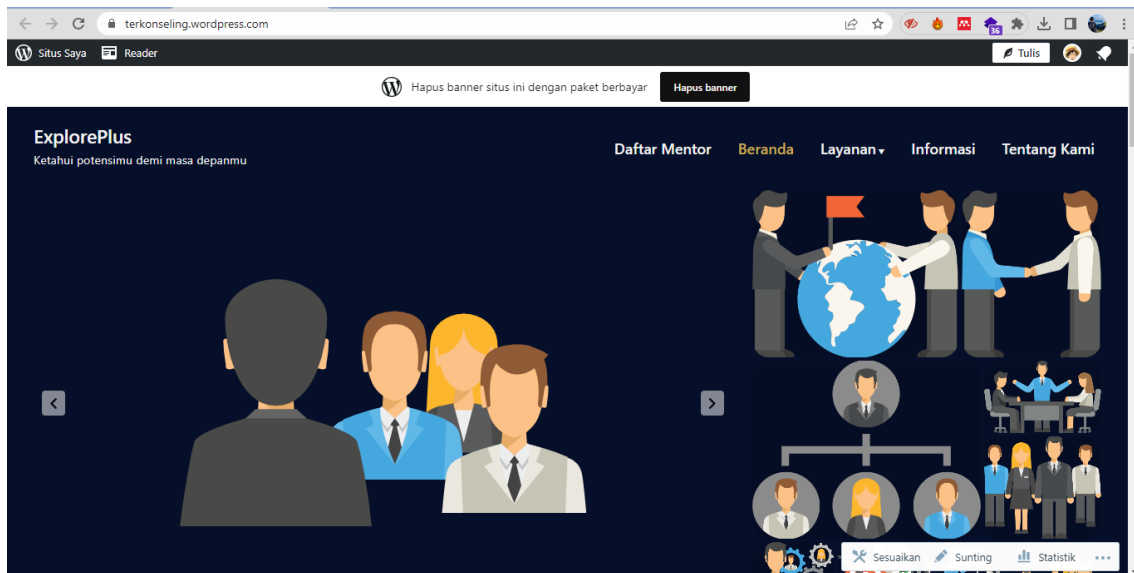 terkonseling.wordpress.com
36
Situs Saya Reader Tulis
Hapus banner situs ini dengan paket berbayar Hapus banner
ExplorePlus
Ketahui potensimu demi masa depanmu
Daftar Mentor Beranda Layanan Informasi Tentang Kami
Sesuaikan Sunting Statistik